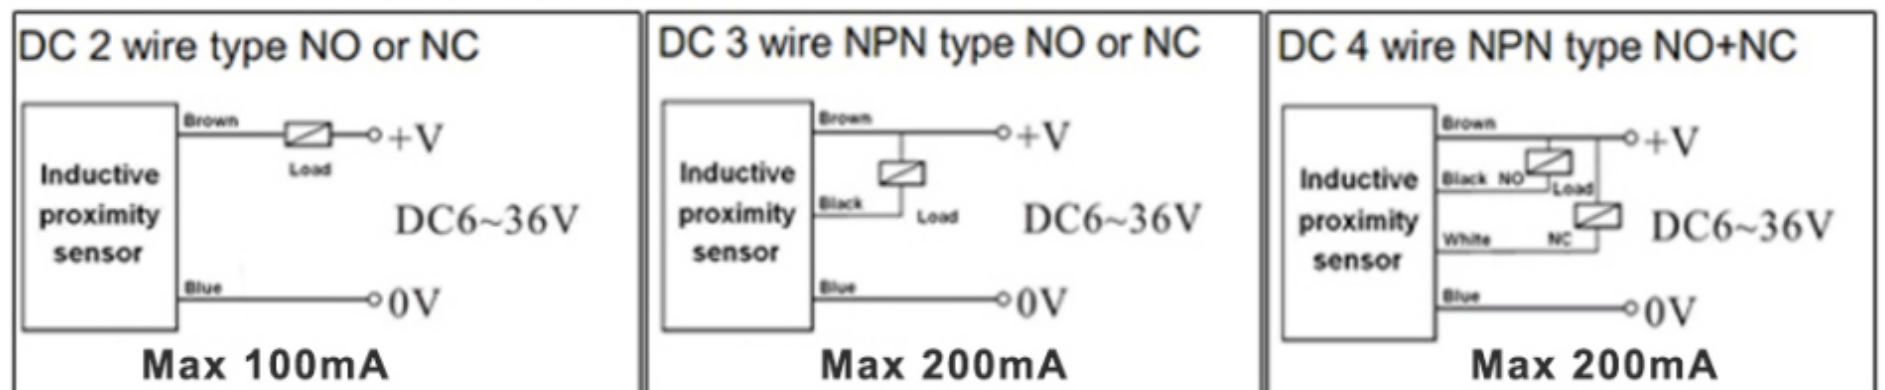 DC 2 wire type NO or NC
Brown
+V
Load
Inductive
proximity
sensor
DC6~36V
Blue
0V
Max 100mA
DC 3 wire NPN type NO or NC
Brown
+V
Inductive
proximity
sensor
Black
Load
DC6~36V
Blue
0V
Max 200mA
DC 4 wire NPN type NO+NC
Brown
+V
Black NO
Load
Inductive
proximity
sensor
DC6~36V
White NC
Blue
0V
Max 200mA